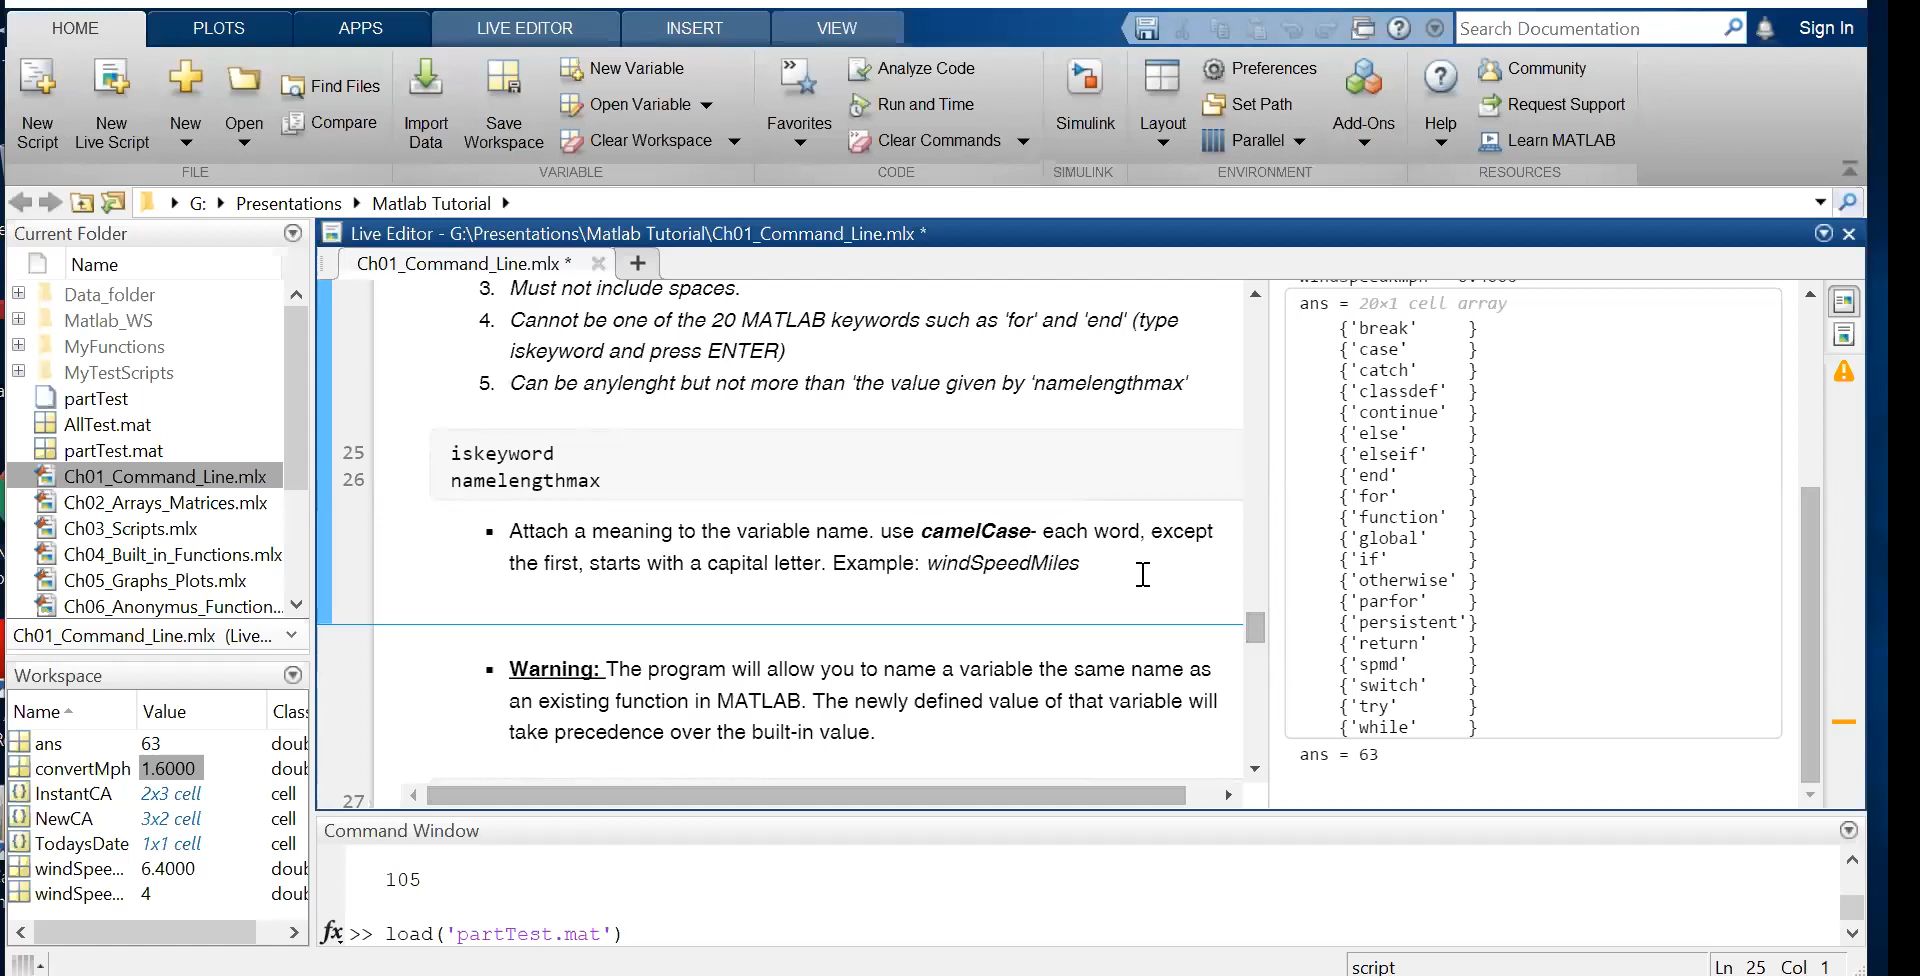 HOME PLOTS APPS LIVE EDITOR INSERT VIEW Search Documentation Sign In
New Script
New Live Script
New
Open
Find Files
Compare
FILE
Import Data
Save Workspace
New Variable
Open Variable
Clear Workspace
VARIABLE
Favorites
Analyze Code
Run and Time
Clear Commands
CODE
Simulink
SIMULINK
Layout
Preferences
Set Path
Parallel
Add-Ons
ENVIRONMENT
Help
Community
Request Support
Learn MATLAB
RESOURCES
G: Presentations Matlab Tutorial
Current Folder
Name
Data_folder
Matlab_WS
MyFunctions
MyTestScripts
partTest
AllTest.mat
partTest.mat
Ch01_Command_Line.mlx
Ch02_Arrays_Matrices.mlx
Ch03_Scripts.mlx
Ch04_Built_in_Functions.mlx
Ch05_Graphs_Plots.mlx
Ch06_Anonymus_Function...
Ch01_Command_Line.mlx (Live...
Workspace
Name Value Clas
ans 63 doub
convertMph 1.6000 doub
InstantCA 2x3 cell cell
NewCA 3x2 cell cell
TodaysDate 1x1 cell cell
windSpee... 6.4000 doub
windSpee... 4 doub
Live Editor - G:\Presentations\Matlab Tutorial\Ch01_Command_Line.mlx *
Ch01_Command_Line.mlx *
3. Must not include spaces.
4. Cannot be one of the 20 MATLAB keywords such as 'for' and 'end' (type
iskeyword and press ENTER)
5. Can be anylenght but not more than 'the value given by 'namelengthmax'
25 iskeyword
26 namelengthmax
▪ Attach a meaning to the variable name. use camelCase- each word, except
the first, starts with a capital letter. Example: windSpeedMiles
▪ Warning: The program will allow you to name a variable the same name as
an existing function in MATLAB. The newly defined value of that variable will
take precedence over the built-in value.
27
ans = 20×1 cell array
{'break' }
{'case' }
{'catch' }
{'classdef' }
{'continue' }
{'else' }
{'elseif' }
{'end' }
{'for' }
{'function' }
{'global' }
{'if' }
{'otherwise' }
{'parfor' }
{'persistent'}
{'return' }
{'spmd' }
{'switch' }
{'try' }
{'while' }
ans = 63
Command Window
105
fx >> load('partTest.mat')
script Ln 25 Col 1